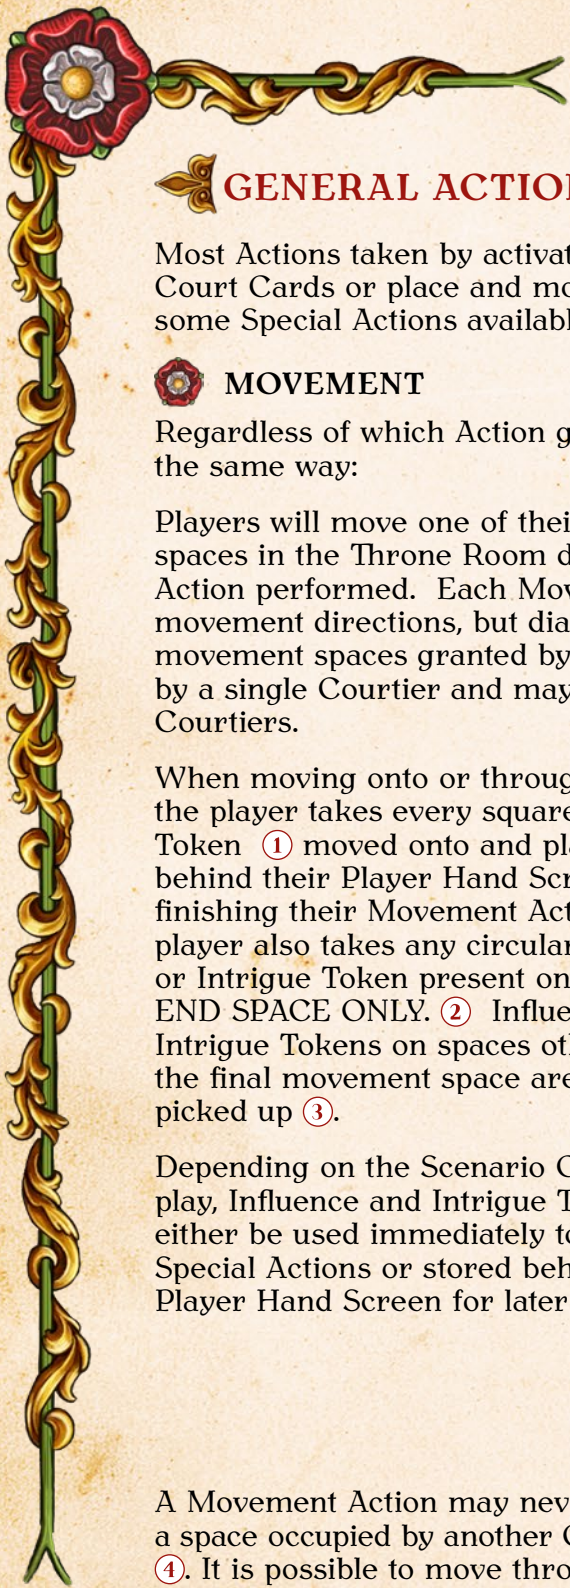 GENERAL ACTIO
Most Actions taken by activat
Court Cards or place and mo
some Special Actions availabl
MOVEMENT
Regardless of which Action g
the same way:
Players will move one of thei
spaces in the Throne Room d
Action performed.  Each Mov
movement directions, but dia
movement spaces granted by
by a single Courtier and may
Courtiers.
When moving onto or throug
the player takes every square
Token ① moved onto and pla
behind their Player Hand Scr
finishing their Movement Act
player also takes any circular
or Intrigue Token present on
END SPACE ONLY. ② Influe
Intrigue Tokens on spaces oth
the final movement space are
picked up ③.
Depending on the Scenario C
play, Influence and Intrigue T
either be used immediately to
Special Actions or stored beh
Player Hand Screen for later
A Movement Action may nev
a space occupied by another C
④. It is possible to move thro